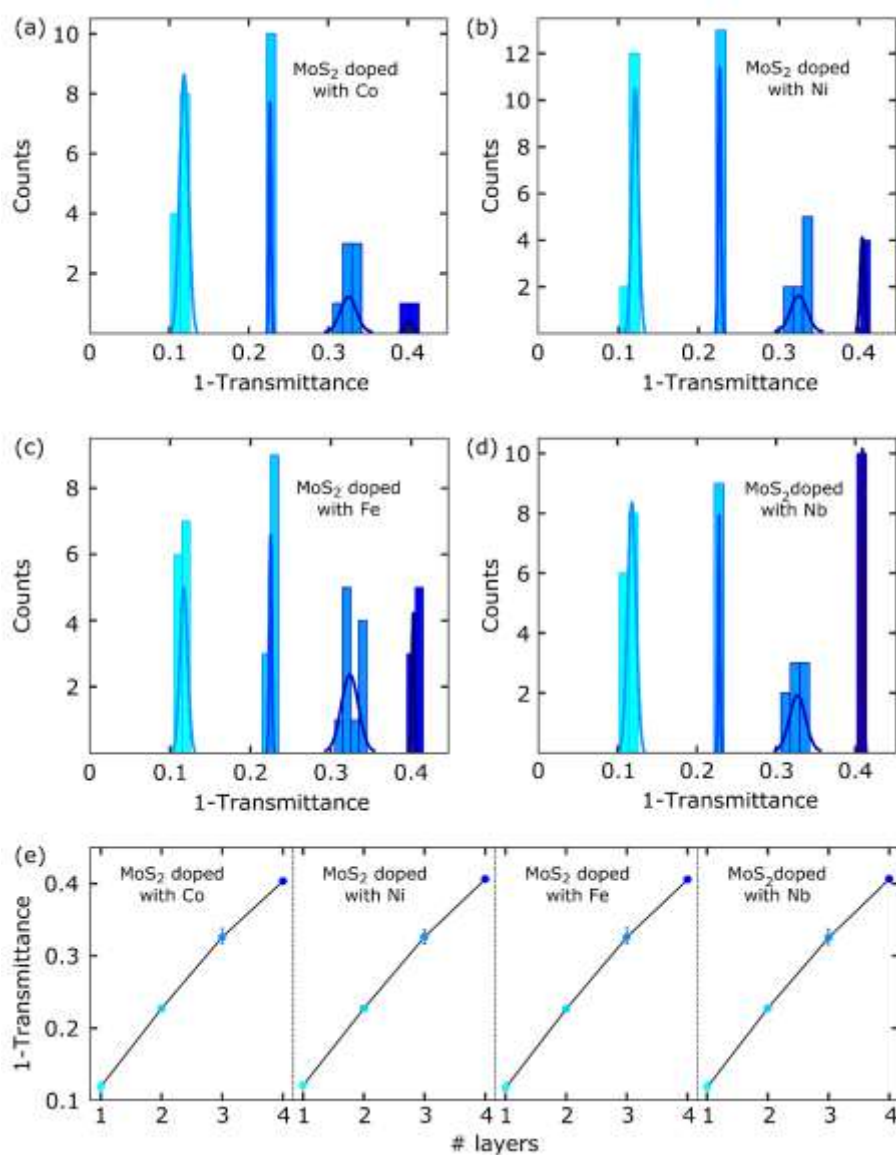 (a)
10
8
6
4
2
Counts
MoS2 doped
with Co
0 0.1 0.2 0.3 0.4
1-Transmittance
(b)
12
10
8
6
4
2
Counts
MoS2 doped
with Ni
0 0.1 0.2 0.3 0.4
1-Transmittance
(c)
8
6
4
2
Counts
MoS2 doped
with Fe
0 0.1 0.2 0.3 0.4
1-Transmittance
(d)
10
8
6
4
2
Counts
MoS2doped
with Nb
0 0.1 0.2 0.3 0.4
1-Transmittance
(e)
0.4
0.3
0.2
0.1
1-Transmittance
MoS2 doped
with Co
MoS2 doped
with Ni
MoS2 doped
with Fe
MoS2doped
with Nb
1 2 3 4 1 2 3 4 1 2 3 4 1 2 3 4
# layers